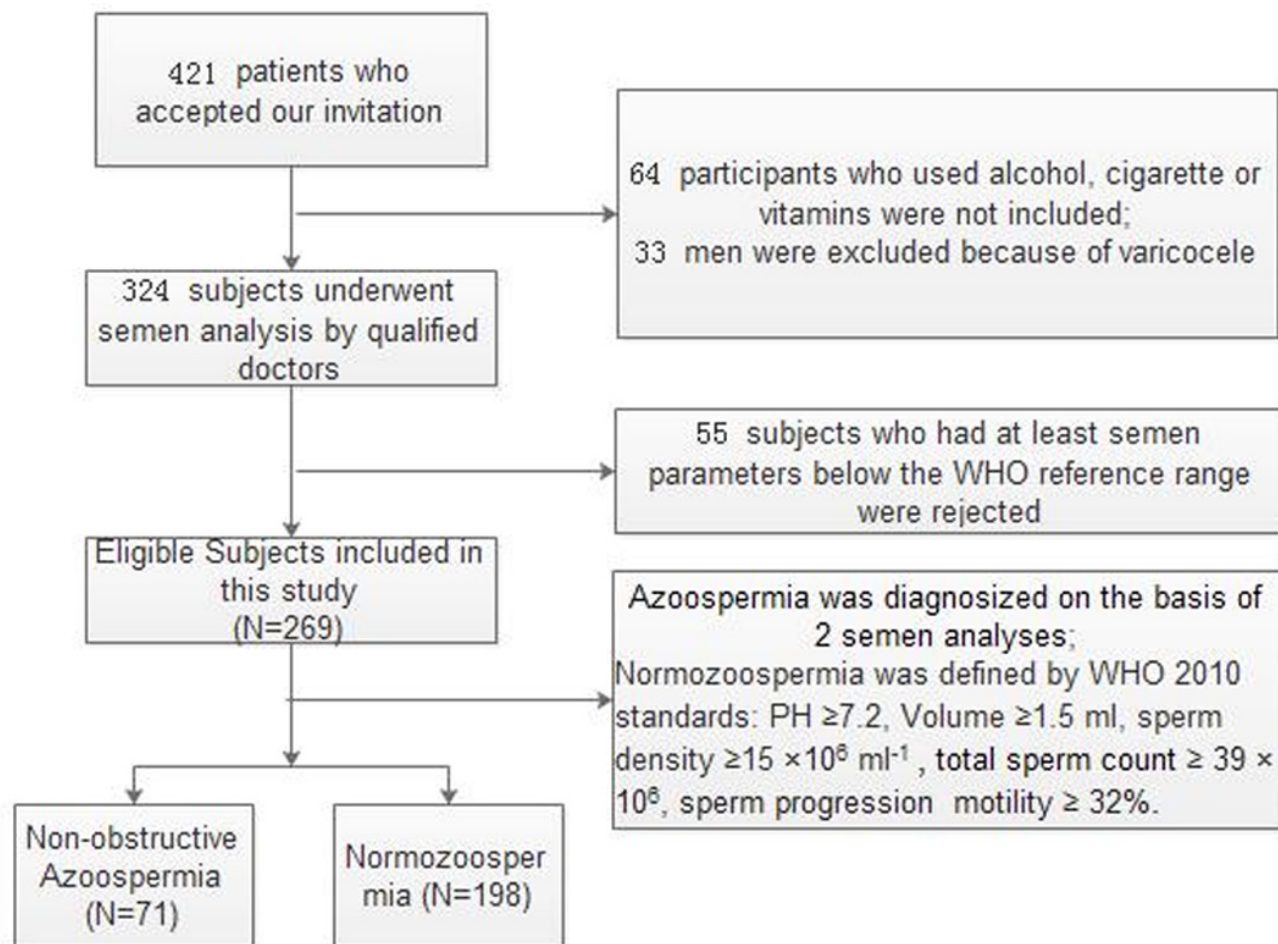 421 patients who
accepted our invitation
64 participants who used alcohol, cigarette or
vitamins were not included;
33 men were excluded because of varicocele
324 subjects underwent
semen analysis by qualified
doctors
55 subjects who had at least semen
parameters below the WHO reference range
were rejected
Eligible Subjects included in
this study
(N=269)
Azoospermia was diagnosized on the basis of
2 semen analyses;
Normozoospermia was defined by WHO 2010
standards: PH ≥7.2, Volume ≥1.5 ml, sperm
density ≥15 ×10⁶ ml⁻¹ , total sperm count ≥ 39 ×
10⁶, sperm progression motility ≥ 32%.
Non-obstructive
Azoospermia
(N=71)
Normozoosper
mia (N=198)